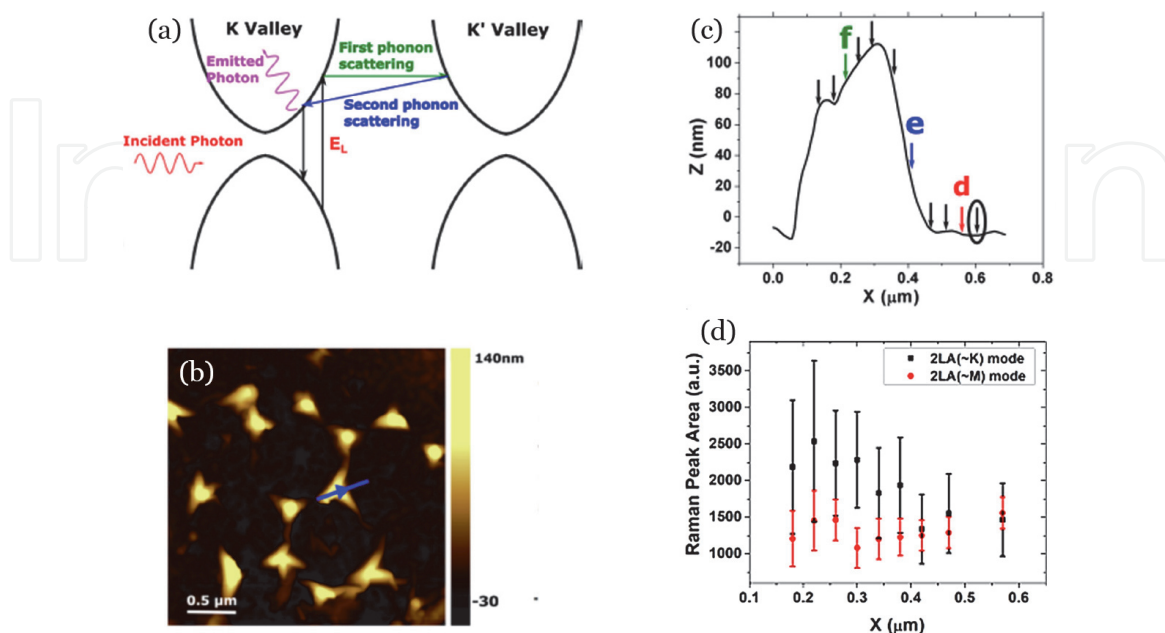 (a)
K Valley
K' Valley
Emitted
Photon
First phonon
scattering
Second phonon
scattering
Incident Photon
E_L
(b)
140nm
-30
0.5 μm
(c)
Z (nm)
100
80
60
40
20
0
-20
f
e
d
0.0 0.2 0.4 0.6 0.8
X (μm)
(d)
Raman Peak Area (a.u.)
3500
3000
2500
2000
1500
1000
2LA(~K) mode
2LA(~M) mode
0.1 0.2 0.3 0.4 0.5 0.6
X (μm)